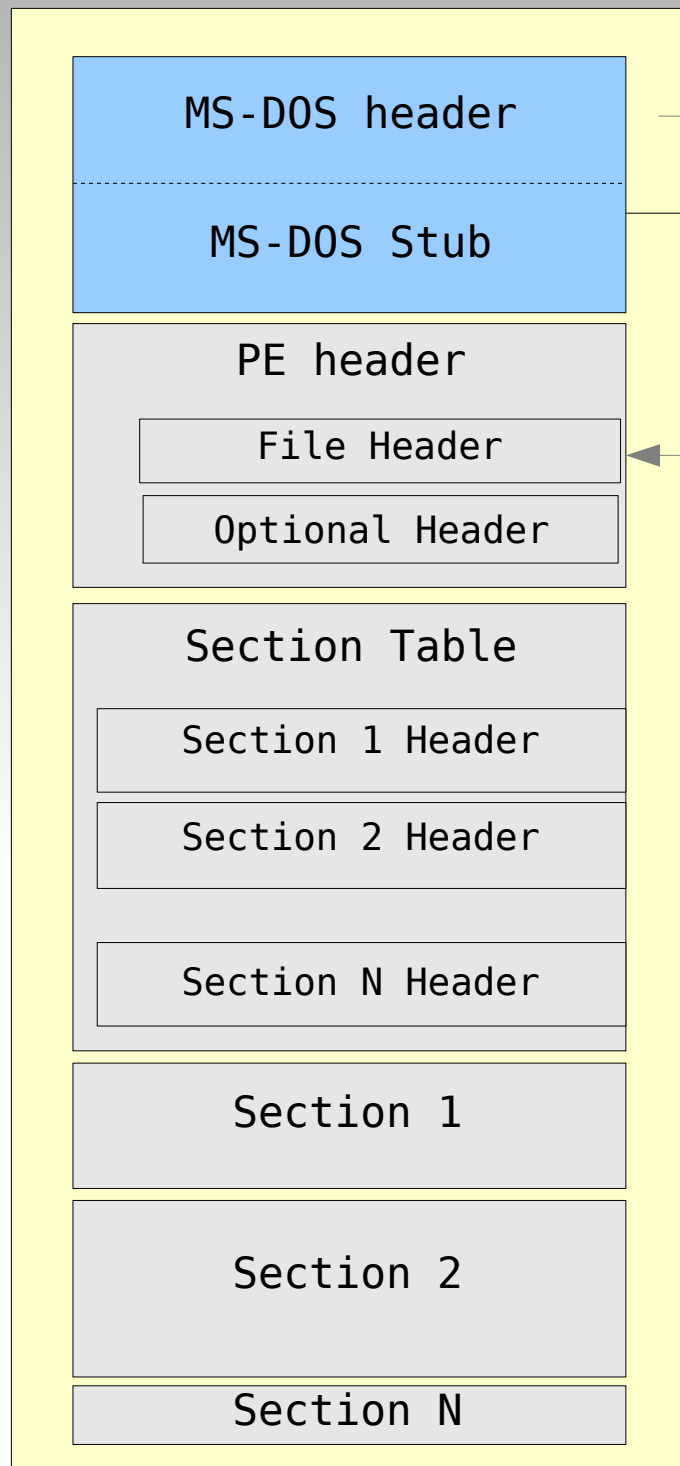 MS-DOS header
MS-DOS Stub
PE header
File Header
Optional Header
Section Table
Section 1 Header
Section 2 Header
Section N Header
Section 1
Section 2
Section N